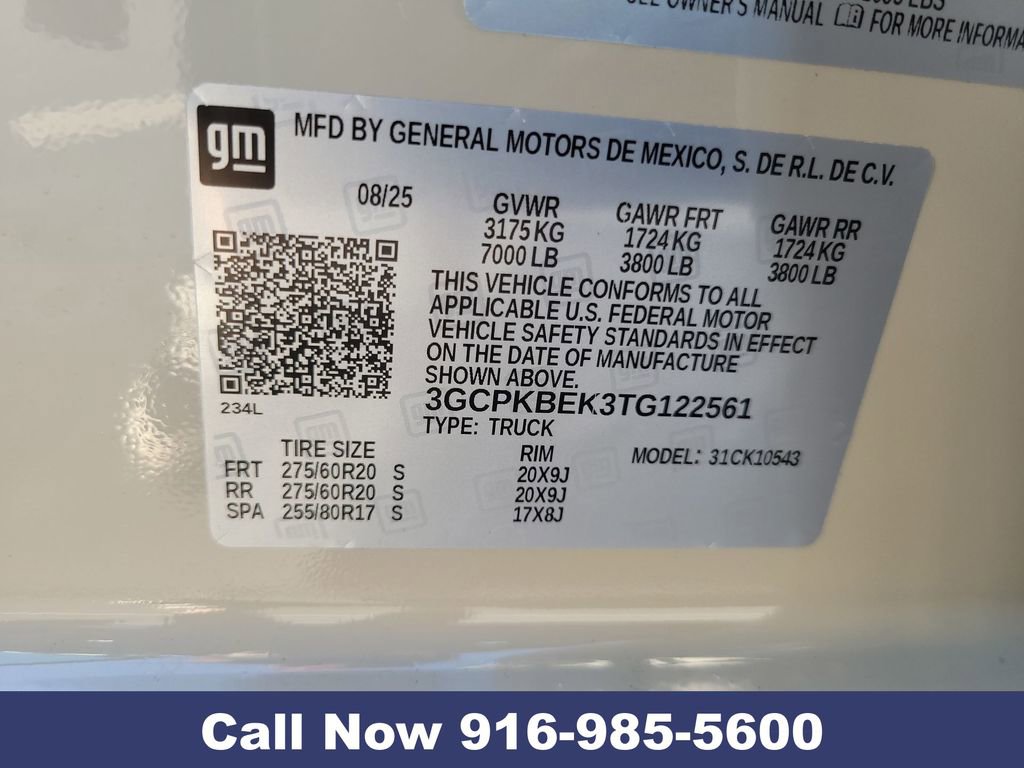 SEE OWNER'S MANUAL FOR MORE
gm
MFD BY GENERAL MOTORS DE MEXICO, S. DE R.L. DE C.V.
08/25 GVWR GAWR FRT GAWR RR
3175 KG 1724 KG 1724 KG
7000 LB 3800 LB 3800 LB
THIS VEHICLE CONFORMS TO ALL
APPLICABLE U.S. FEDERAL MOTOR
VEHICLE SAFETY STANDARDS IN EFFECT
ON THE DATE OF MANUFACTURE
SHOWN ABOVE.
3GCPKBEK3TG122561
234L
TYPE: TRUCK
TIRE SIZE RIM MODEL: 31CK10543
FRT 275/60R20 S 20X9J
RR 275/60R20 S 20X9J
SPA 255/80R17 S 17X8J
Call Now 916-985-5600